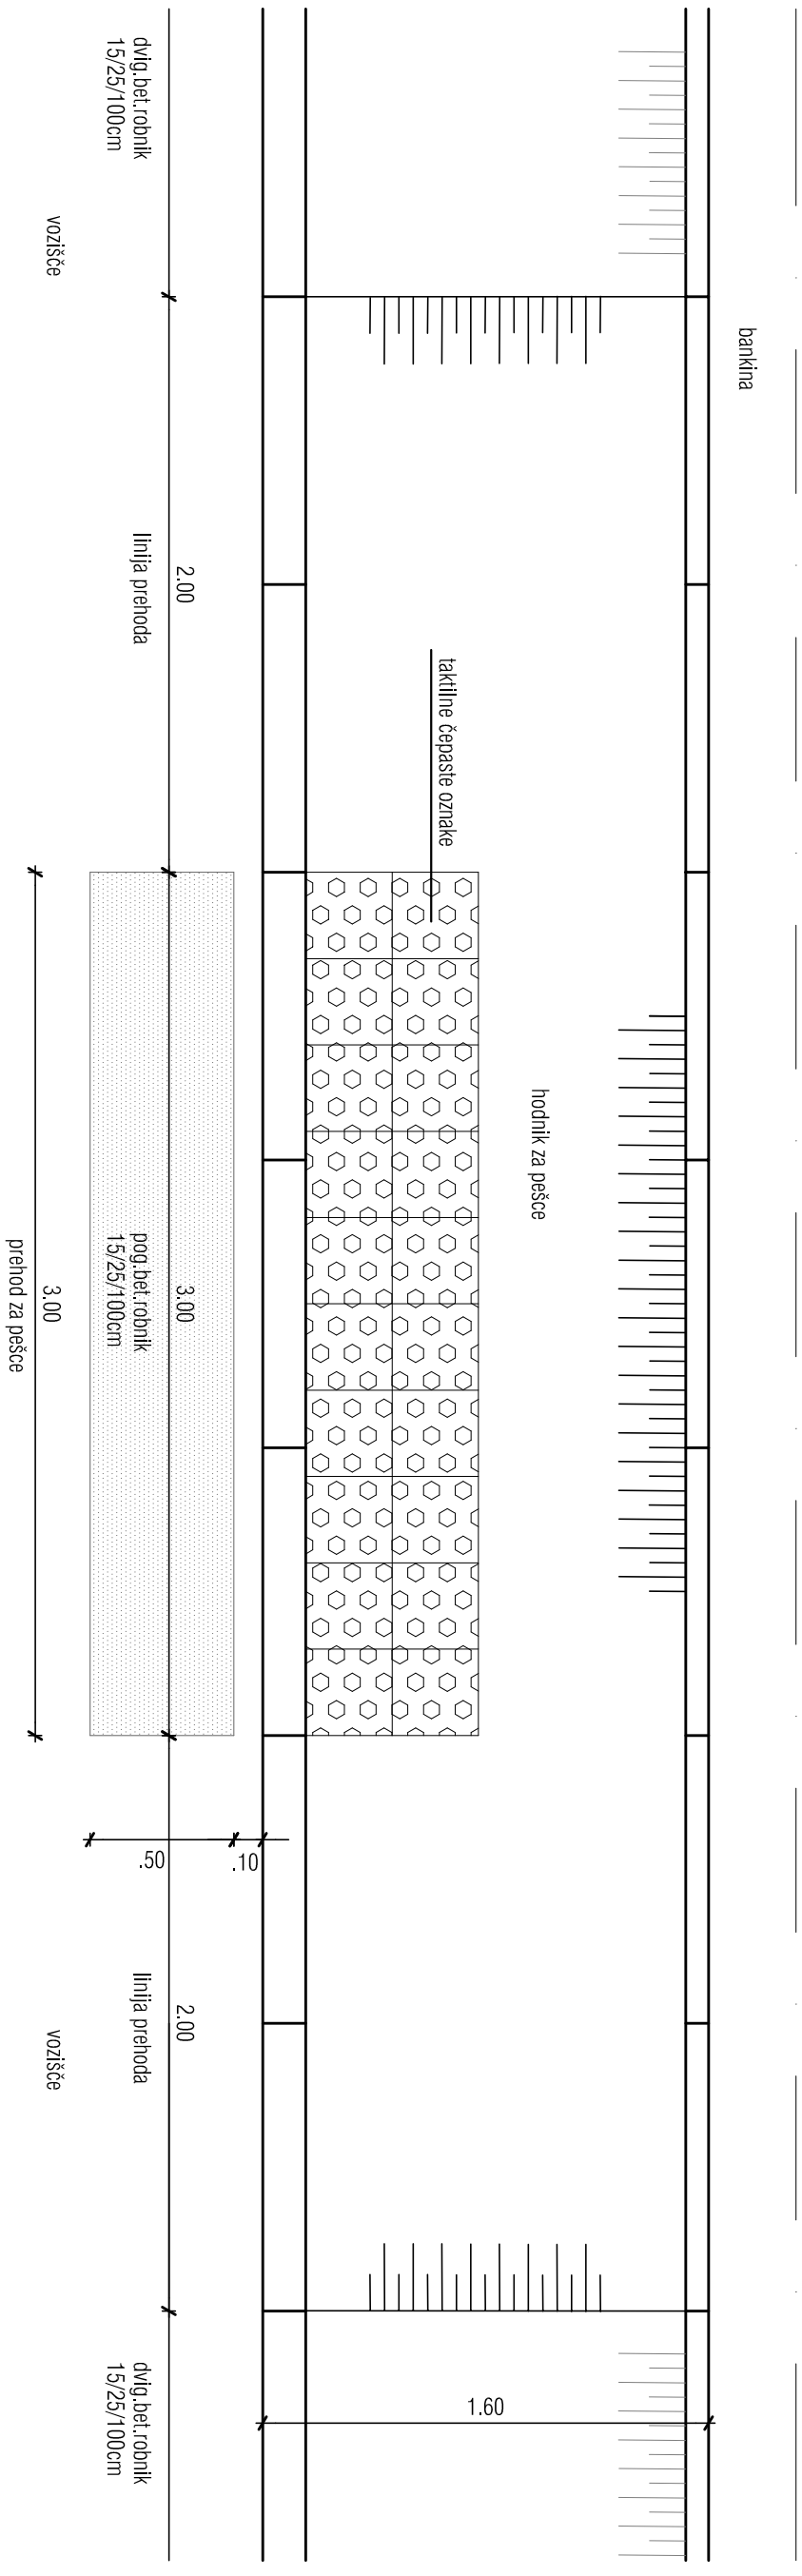 bankina
hodnik za pešce
taktilne čepaste oznake
1.60
.10
.50
2.00
3.00
2.00
dvig.bet.robnik
15/25/100cm
linija prehoda
pog.bet.robnik
15/25/100cm
linija prehoda
dvig.bet.robnik
15/25/100cm
vozišče
3.00
vozišče
prehod za pešce